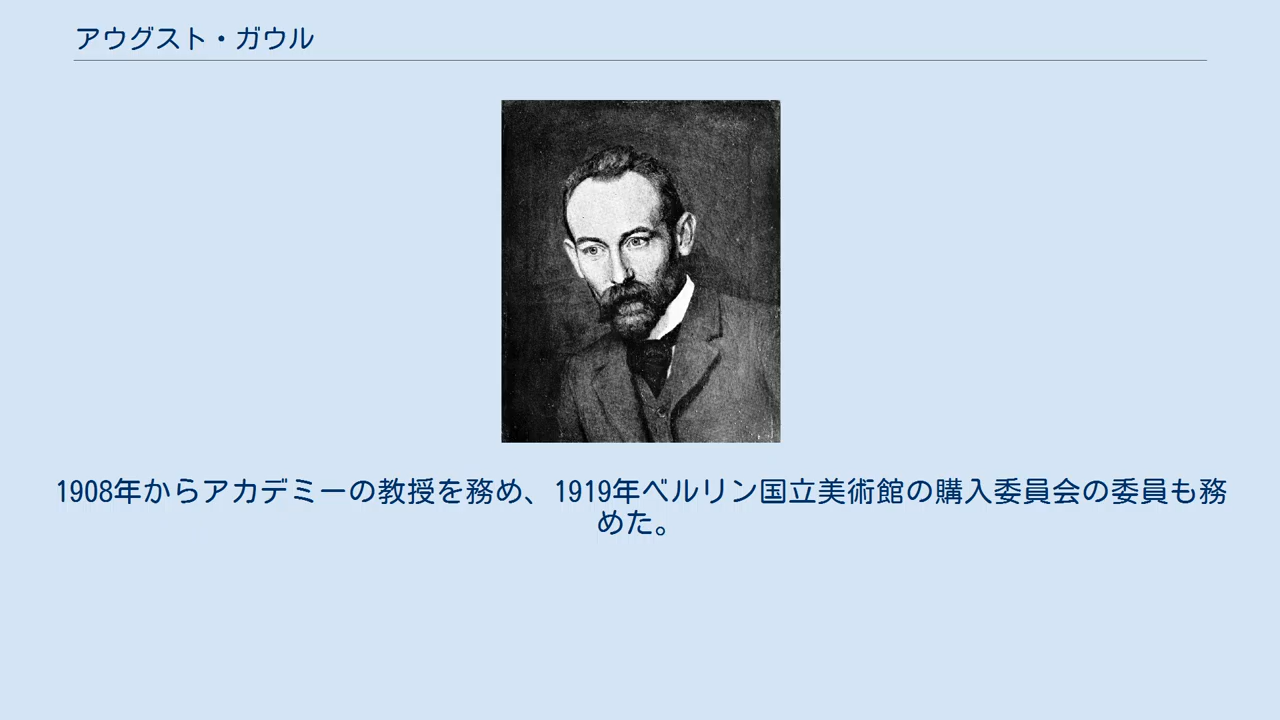 アウグスト・ガウル
1908年からアカデミーの教授を務め、1919年ベルリン国立美術館の購入委員会の委員も務
めた。